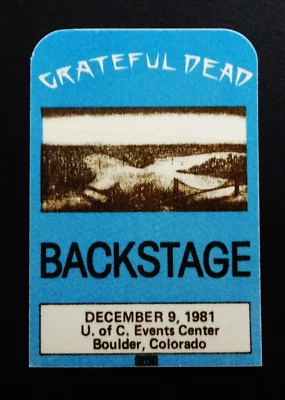 GRATEFUL DEAD
BACKSTAGE
DECEMBER 9, 1981
U. of C. Events Center
Boulder, Colorado